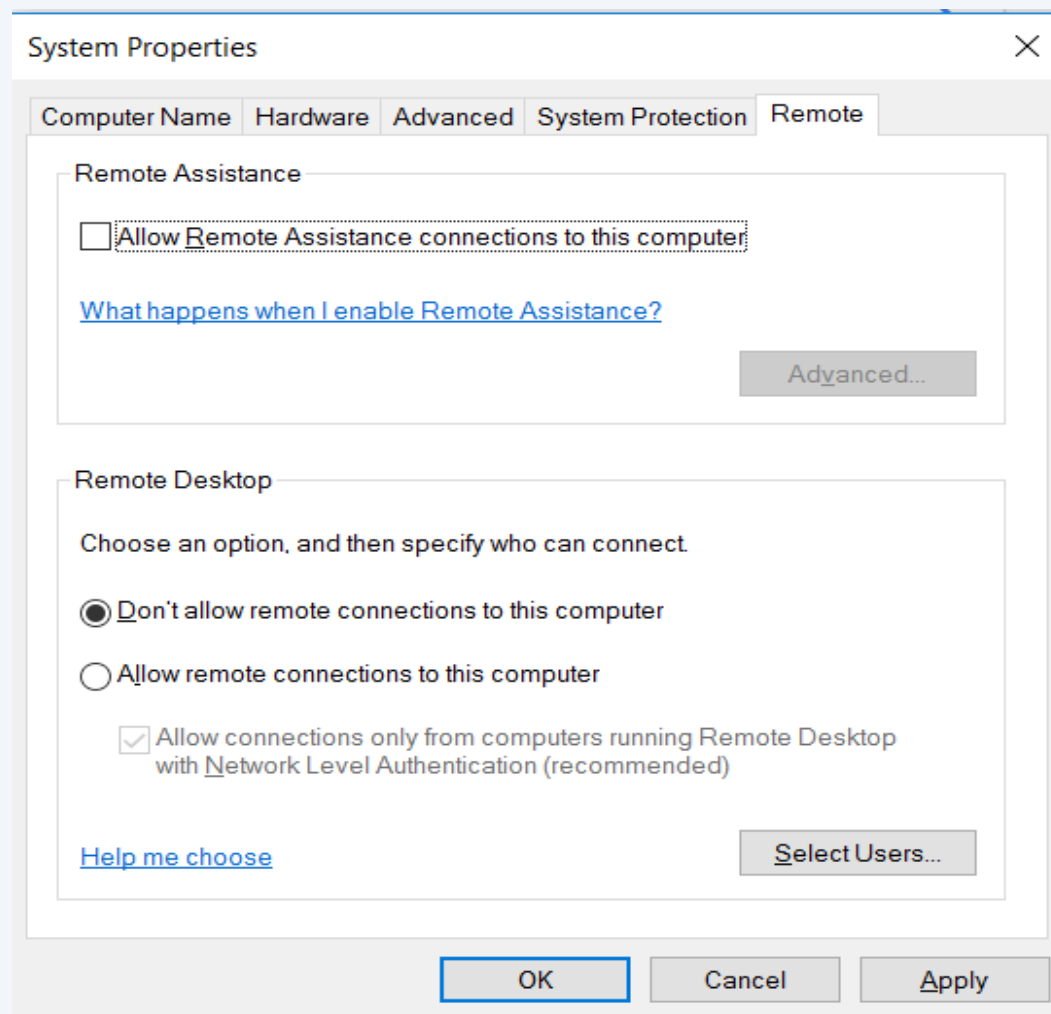 System Properties
Computer Name Hardware Advanced System Protection Remote
Remote Assistance
Allow Remote Assistance connections to this computer
What happens when I enable Remote Assistance?
Advanced...
Remote Desktop
Choose an option, and then specify who can connect.
Don't allow remote connections to this computer
Allow remote connections to this computer
Allow connections only from computers running Remote Desktop
with Network Level Authentication (recommended)
Help me choose
Select Users...
OK Cancel Apply